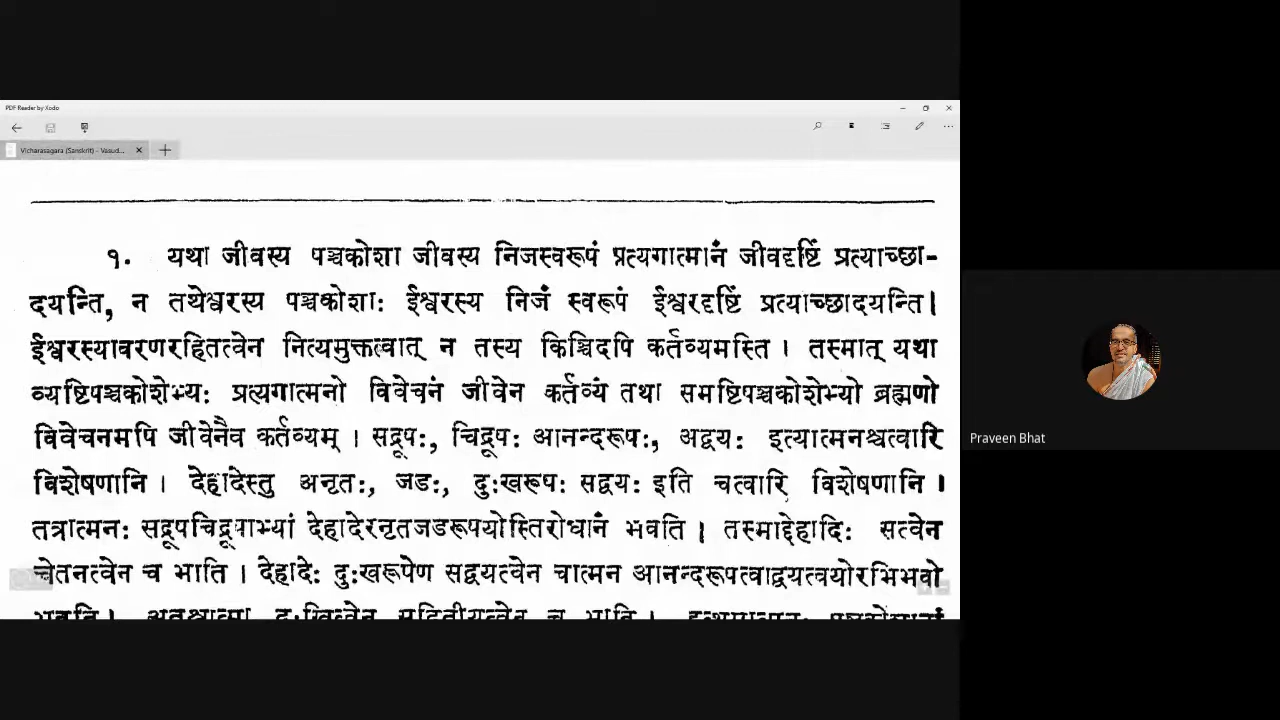 PDF Reader by Xodo
Vicharasagara (Sanskrit) - Vasud...
१. यथा जीवस्य पञ्चकोशा जीवस्य निजस्वरूपं प्रत्यगात्मानं जीवदृष्टिं प्रत्याच्छा-
दयन्ति, न तथेश्वरस्य पञ्चकोशाः ईश्वरस्य निजं स्वरूपं ईश्वरदृष्टिं प्रत्याच्छादयन्ति।
ईश्वरस्यावरणरहितत्वेन नित्यमुक्तत्वात् न तस्य किञ्चिदपि कर्तव्यमस्ति । तस्मात् यथा
व्यष्टिपञ्चकोशेभ्यः प्रत्यगात्मनो विवेचनं जीवेन कर्तव्यं तथा समष्टिपञ्चकोशेभ्यो ब्रह्मणो
विवेचनमपि जीवेनैव कर्तव्यम् । सद्रूपः, चिद्रूपः आनन्दरूपः, अद्वयः इत्यात्मनश्चत्वारि
विशेषणानि । देहादेस्तु अनृतः, जडः, दुःखरूपः सद्वयः इति चत्वारि विशेषणानि ।
तत्रात्मनः सद्रूपचिद्रूपाभ्यां देहादेरनृतजडरूपयोस्तिरोधानं भवति । तस्माद्देहादिः सत्वेन
चेतनत्वेन च भाति । देहादेः दुःखरूपेण सद्वयत्वेन चात्मन आनन्दरूपत्वाद्वयत्वयोरभिभवो
Praveen Bhat